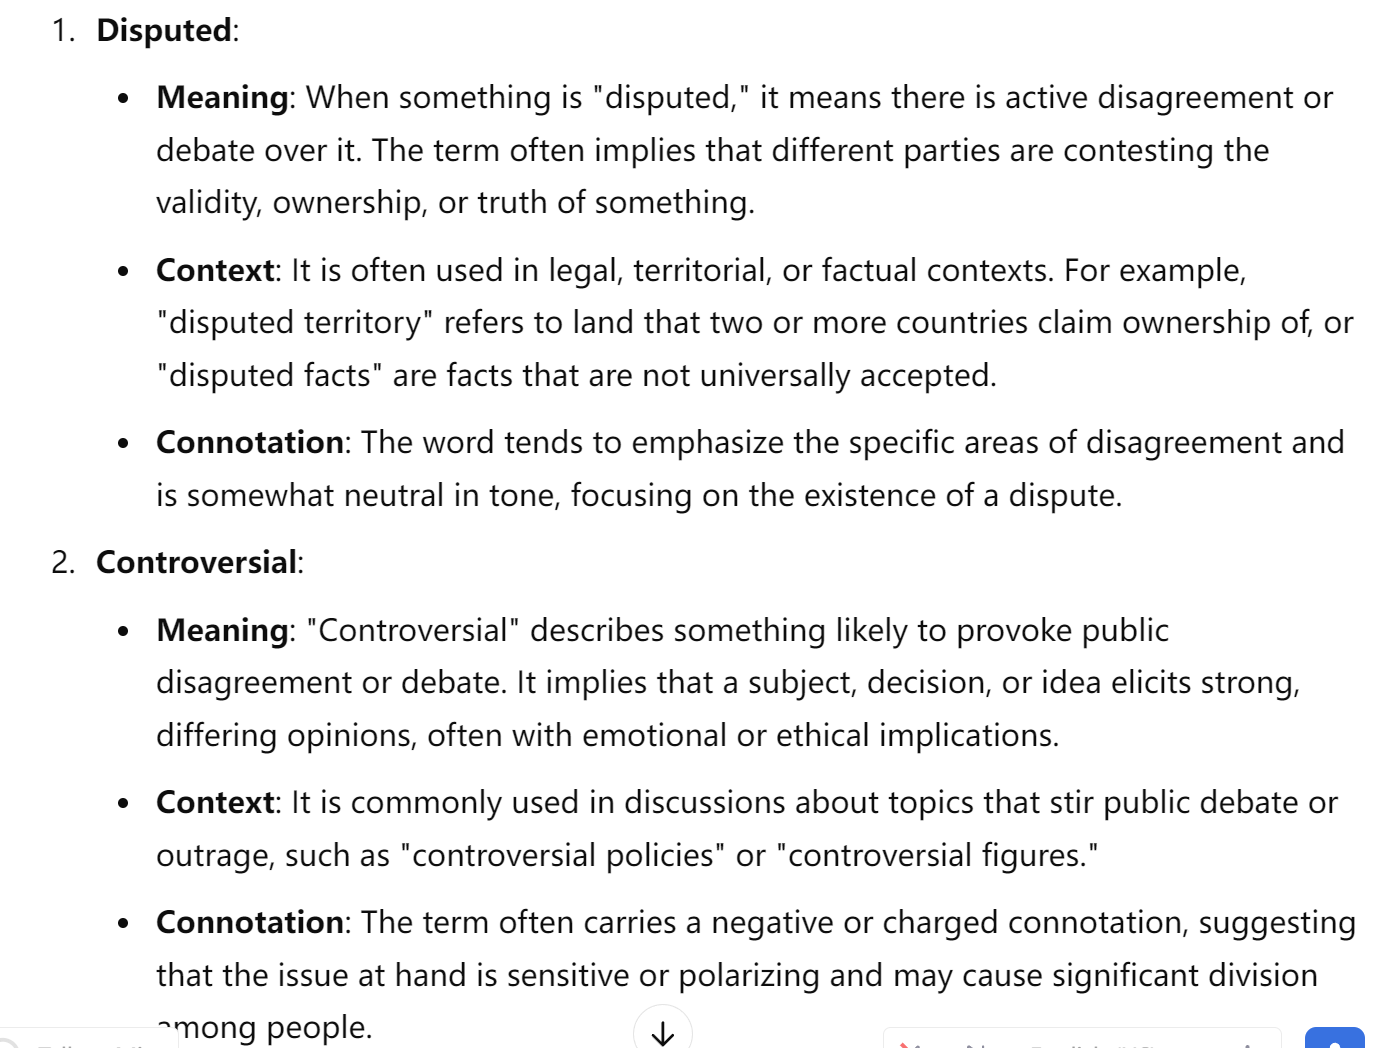 1. Disputed:
• Meaning: When something is "disputed," it means there is active disagreement or
debate over it. The term often implies that different parties are contesting the
validity, ownership, or truth of something.
• Context: It is often used in legal, territorial, or factual contexts. For example,
"disputed territory" refers to land that two or more countries claim ownership of, or
"disputed facts" are facts that are not universally accepted.
• Connotation: The word tends to emphasize the specific areas of disagreement and
is somewhat neutral in tone, focusing on the existence of a dispute.
2. Controversial:
• Meaning: "Controversial" describes something likely to provoke public
disagreement or debate. It implies that a subject, decision, or idea elicits strong,
differing opinions, often with emotional or ethical implications.
• Context: It is commonly used in discussions about topics that stir public debate or
outrage, such as "controversial policies" or "controversial figures."
• Connotation: The term often carries a negative or charged connotation, suggesting
that the issue at hand is sensitive or polarizing and may cause significant division
among people.